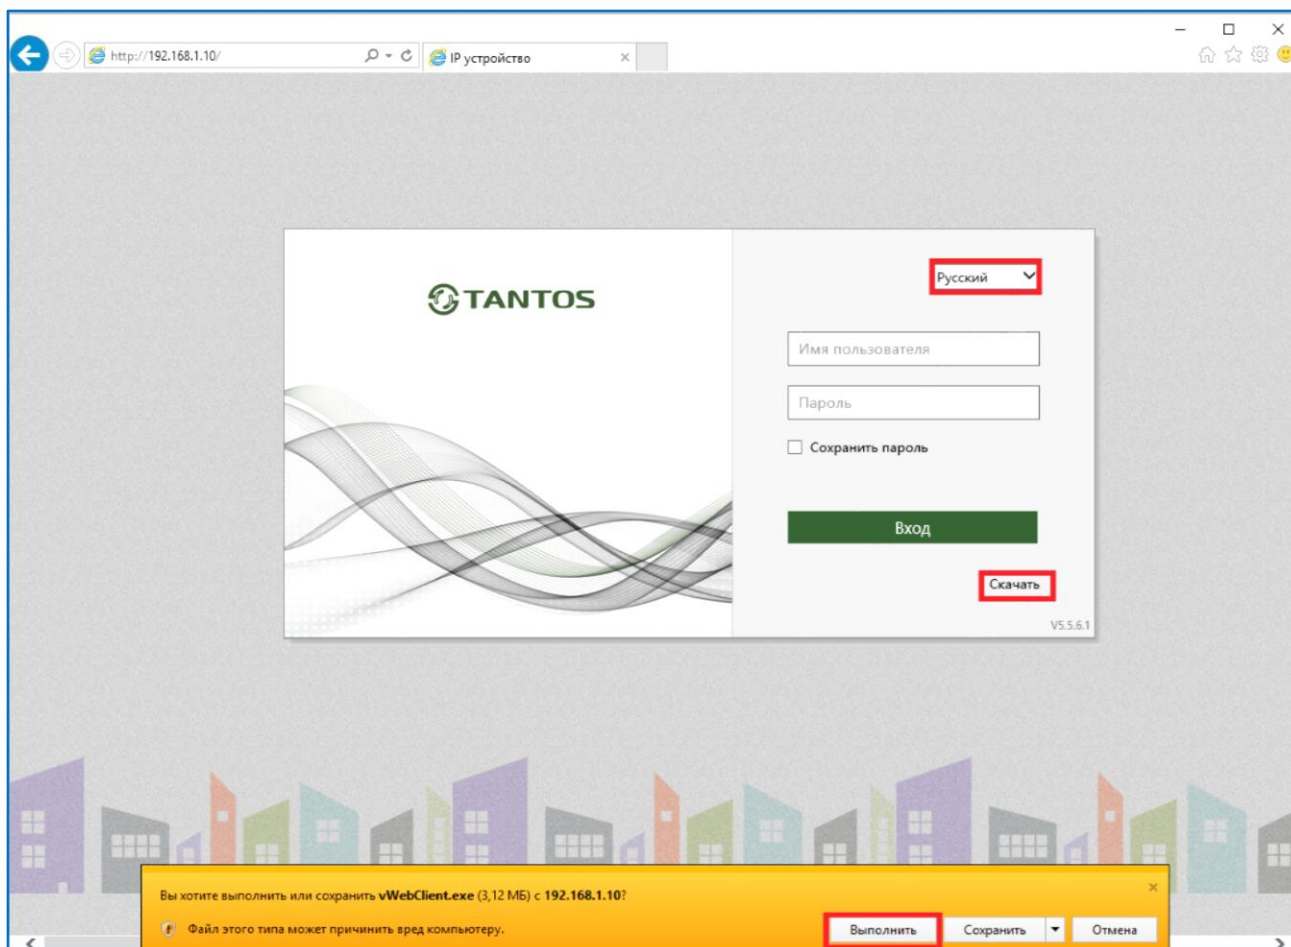 http://192.168.1.10/
IP устройство
TANTOS
Русский
Имя пользователя
Пароль
Сохранить пароль
Вход
Скачать
V5.5.6.1
Вы хотите выполнить или сохранить vWebClient.exe (3,12 МБ) с 192.168.1.10?
Файл этого типа может причинить вред компьютеру.
Выполнить
Сохранить
Отмена